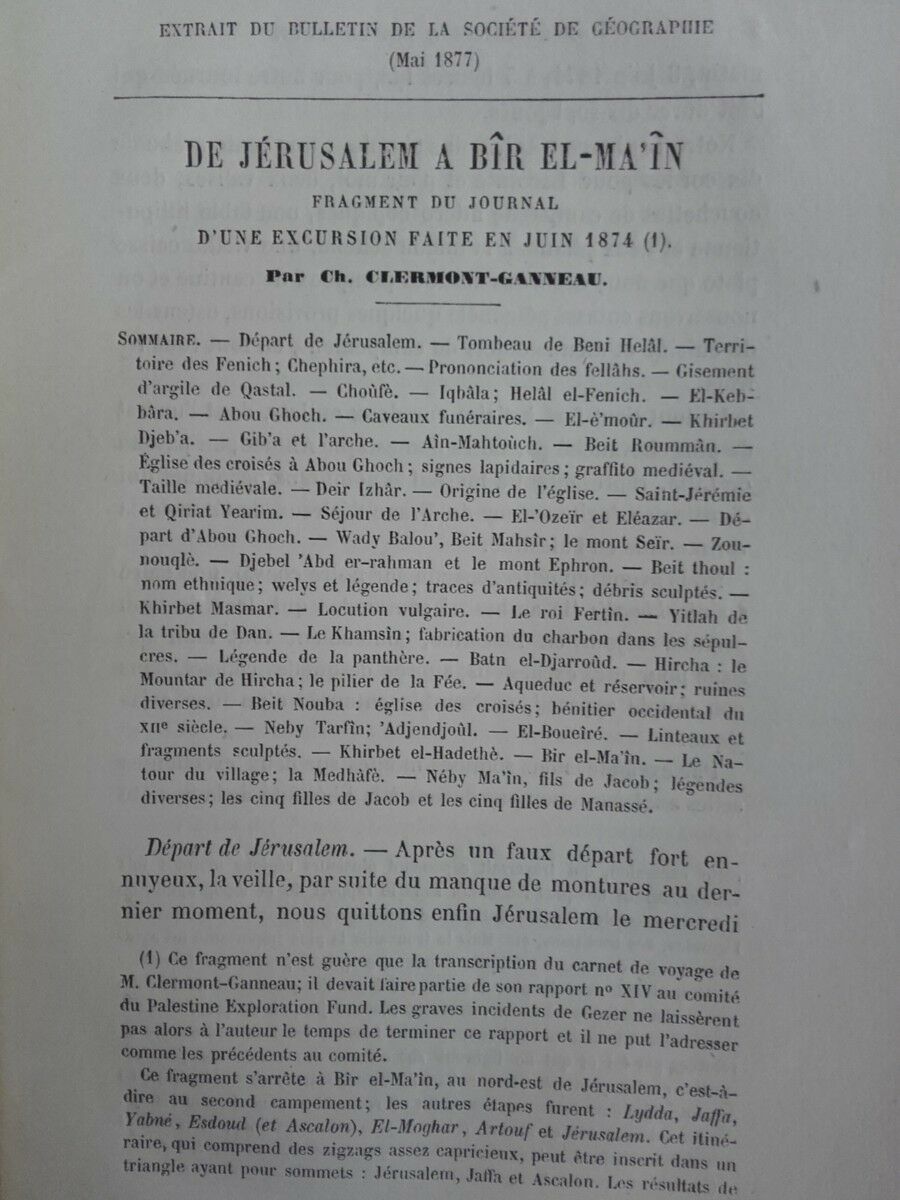 EXTRAIT DU BULLETIN DE LA SOCIÉTÉ DE GÉOGRAPHIE
(Mai 1877)
DE JÉRUSALEM A BÎR EL-MA'ÎN
FRAGMENT DU JOURNAL
D'UNE EXCURSION FAITE EN JUIN 1874 (1).
Par Ch. CLERMONT-GANNEAU.
SOMMAIRE. — Départ de Jérusalem. — Tombeau de Beni Helâl. — Terri-
toire des Fenich; Chephira, etc. — Prononciation des fellâhs. — Gisement
d'argile de Qastal. — Choûfè. — Iqbâla; Helâl el-Fenich. — El-Keb-
bâra. — Abou Ghoch. — Caveaux funéraires. — El-è'moûr. — Khirbet
Djeb'a. — Gib'a et l'arche. — Aîn-Mahtoùch. — Beit Roummân. —
Église des croisés à Abou Ghoch; signes lapidaires; graffito mediéval. —
Taille mediévale. — Deir Izhâr. — Origine de l'église. — Saint-Jérémie
et Qiriat Yearim. — Séjour de l'Arche. — El-'Ozeïr et Eléazar. — Dé-
part d'Abou Ghoch. — Wady Balou', Beit Mahsîr; le mont Seïr. — Zou-
nouqlè. — Djebel 'Abd er-rahman et le mont Ephron. — Beit thoul :
nom ethnique; welys et légende; traces d'antiquités; débris sculptés. —
Khirbet Masmar. — Locution vulgaire. — Le roi Fertîn. — Yitlah de
la tribu de Dan. — Le Khamsîn; fabrication du charbon dans les sépul-
cres. — Légende de la panthère. — Batn el-Djarroûd. — Hircha : le
Mountar de Hircha; le pilier de la Fée. — Aqueduc et réservoir; ruines
diverses. — Beit Nouba : église des croisés; bénitier occidental du
XIIe siècle. — Neby Tarfîn; 'Adjendjoûl. — El-Boueîré. — Linteaux et
fragments sculptés. — Khirbet el-Hadethè. — Bîr el-Ma'în. — Le Na-
tour du village; la Medhâfè. — Néby Ma'în, fils de Jacob; légendes
diverses; les cinq filles de Jacob et les cinq filles de Manassé.
Départ de Jérusalem. — Après un faux départ fort en-
nuyeux, la veille, par suite du manque de montures au der-
nier moment, nous quittons enfin Jérusalem le mercredi
(1) Ce fragment n'est guère que la transcription du carnet de voyage de
M. Clermont-Ganneau; il devait faire partie de son rapport no XIV au comité
du Palestine Exploration Fund. Les graves incidents de Gezer ne laissèrent
pas alors à l'auteur le temps de terminer ce rapport et il ne put l'adresser
comme les précédents au comité.
Ce fragment s'arrête à Bîr el-Ma'în, au nord-est de Jérusalem, c'est-à-
dire au second campement; les autres étapes furent : Lydda, Jaffa,
Yabné, Esdoud (et Ascalon), El-Moghar, Artouf et Jérusalem. Cet itiné-
raire, qui comprend des zigzags assez capricieux, peut être inscrit dans un
triangle ayant pour sommets : Jérusalem, Jaffa et Ascalon. Les résultats de